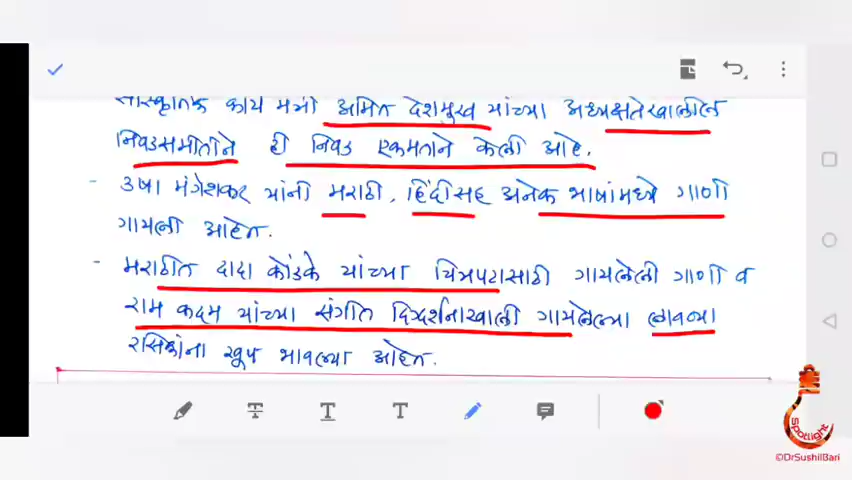 सांस्कृतिक कार्य मंत्री अमित देशमुख यांच्या अध्यक्षतेखालील
निवडसमितीने ही निवड एकमताने केली आहे.
- उषा मंगेशकर यांनी मराठी, हिंदीसह अनेक भाषांमध्ये गाणी
गायली आहेत.
- मराठीत दादा कोंडके यांच्या चित्रपटासाठी गायलेली गाणी व
राम कदम यांच्या संगीत दिग्दर्शनाखाली गायलेल्या लावण्या
रसिकांना खूप भावल्या आहेत.
T T T
Spotlight
©DrSushilBari